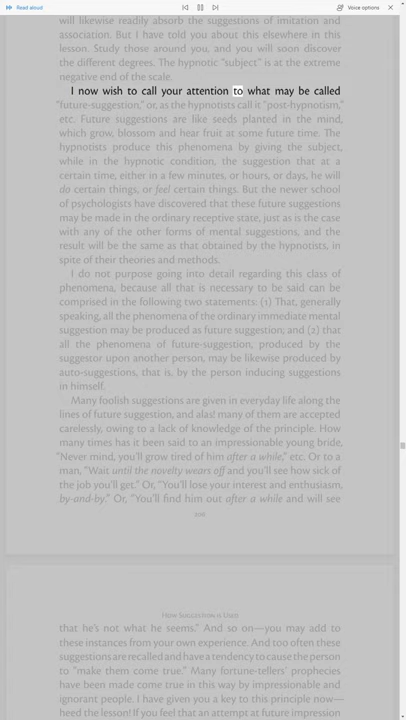 Read aloud
Voice options
will likewise readily absorb the suggestions of imitation and
association. But I have told you about this elsewhere in this
lesson. Study those around you, and you will soon discover
the different degrees. The hypnotic “subject” is at the extreme
negative end of the scale.
I now wish to call your attention to what may be called
“future-suggestion,” or, as the hypnotists call it “post-hypnotism,”
etc. Future suggestions are like seeds planted in the mind,
which grow, blossom and hear fruit at some future time. The
hypnotists produce this phenomena by giving the subject,
while in the hypnotic condition, the suggestion that at a
certain time, either in a few minutes, or hours, or days, he will
do certain things, or feel certain things. But the newer school
of psychologists have discovered that these future suggestions
may be made in the ordinary receptive state, just as is the case
with any of the other forms of mental suggestions, and the
result will be the same as that obtained by the hypnotists, in
spite of their theories and methods.
I do not purpose going into detail regarding this class of
phenomena, because all that is necessary to be said can be
comprised in the following two statements: (1) That, generally
speaking, all the phenomena of the ordinary immediate mental
suggestion may be produced as future suggestion; and (2) that
all the phenomena of future-suggestion, produced by the
suggestor upon another person, may be likewise produced by
auto-suggestions, that is, by the person inducing suggestions
in himself.
Many foolish suggestions are given in everyday life along the
lines of future suggestion, and alas! many of them are accepted
carelessly, owing to a lack of knowledge of the principle. How
many times has it been said to an impressionable young bride,
“Never mind, you’ll grow tired of him after a while,” etc. Or to a
man, “Wait until the novelty wears off and you’ll see how sick of
the job you’ll get.” Or, “You’ll lose your interest and enthusiasm,
by-and-by.” Or, “You’ll find him out after a while and will see
How Suggestion is Used
that he’s not what he seems.” And so on—you may add to
these instances from your own experience. And too often these
suggestions are recalled and have a tendency to cause the person
to “make them come true.” Many fortune-tellers’ prophecies
have been made come true in this way by impressionable and
ignorant people. I have given you a key to this principle now—
heed the lesson! If you feel that an attempt at future impression